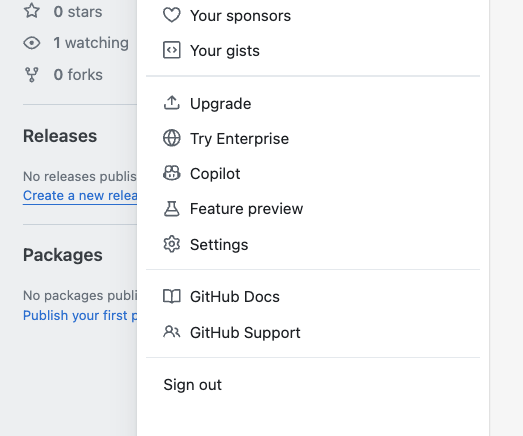 0 stars
1 watching
0 forks
Releases
No releases publis
Create a new relea
Packages
No packages publi
Publish your first p
Your sponsors
Your gists
Upgrade
Try Enterprise
Copilot
Feature preview
Settings
GitHub Docs
GitHub Support
Sign out